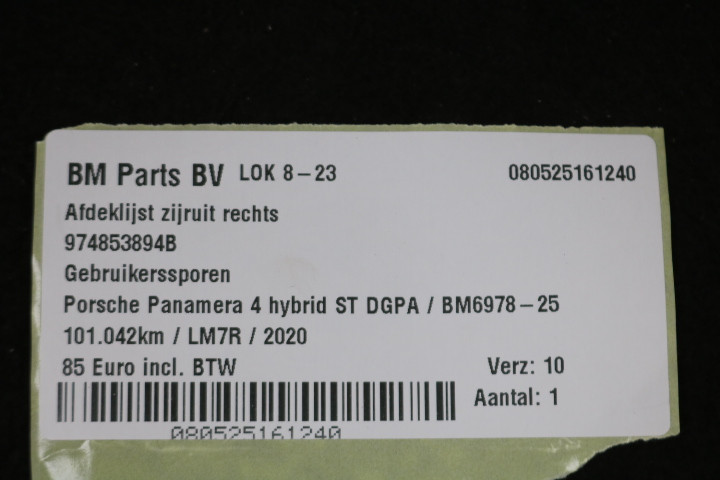 BM Parts BV LOK 8-23 080525161240
Afdeklijst zijruit rechts
974853894B
Gebruikerssporen
Porsche Panamera 4 hybrid ST DGPA / BM6978-25
101.042km / LM7R / 2020
85 Euro incl. BTW Verz: 10
Aantal: 1
080525161240